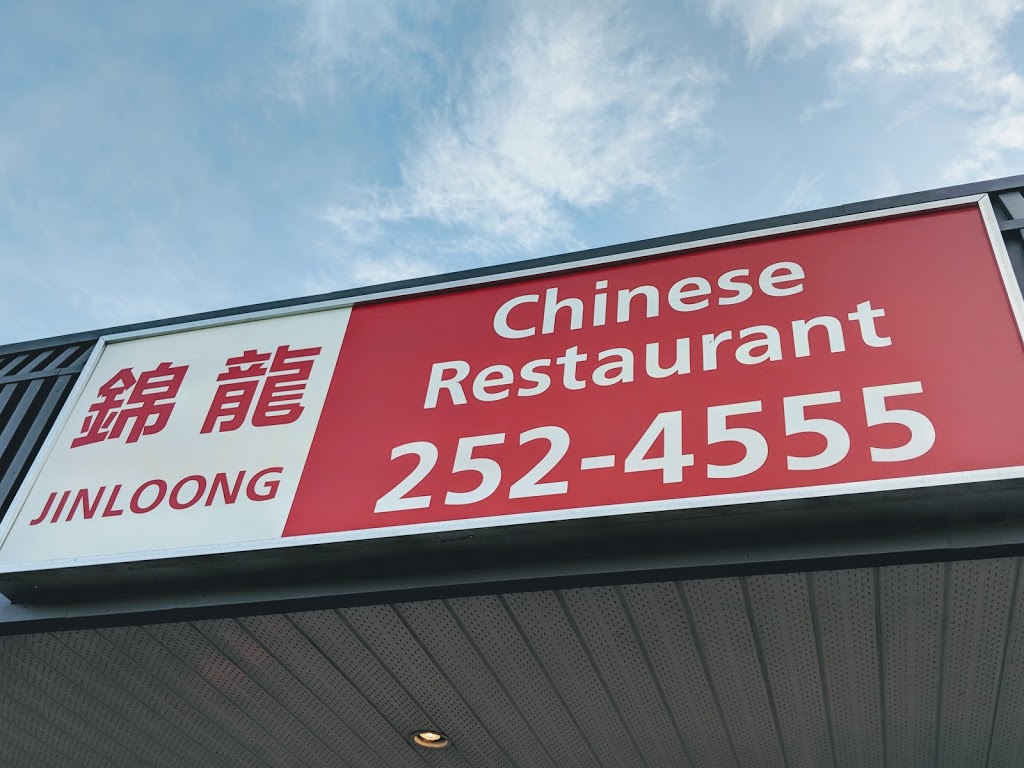 錦龍
JINLOONG
Chinese
Restaurant
252-4555